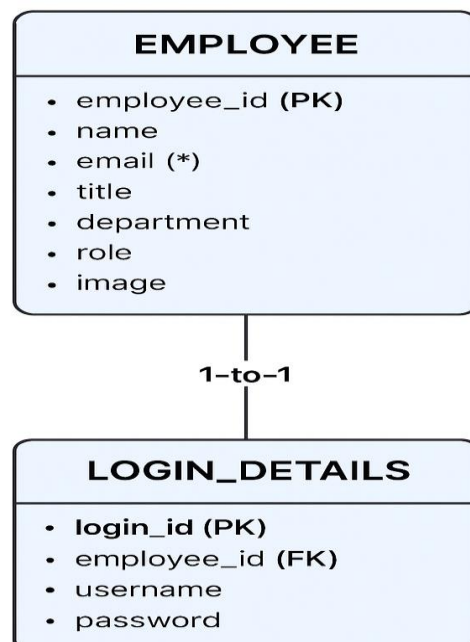 EMPLOYEE
• employee_id (PK)
• name
• email (*)
• title
• department
• role
• image
1-to-1
LOGIN_DETAILS
• login_id (PK)
• employee_id (FK)
• username
• password